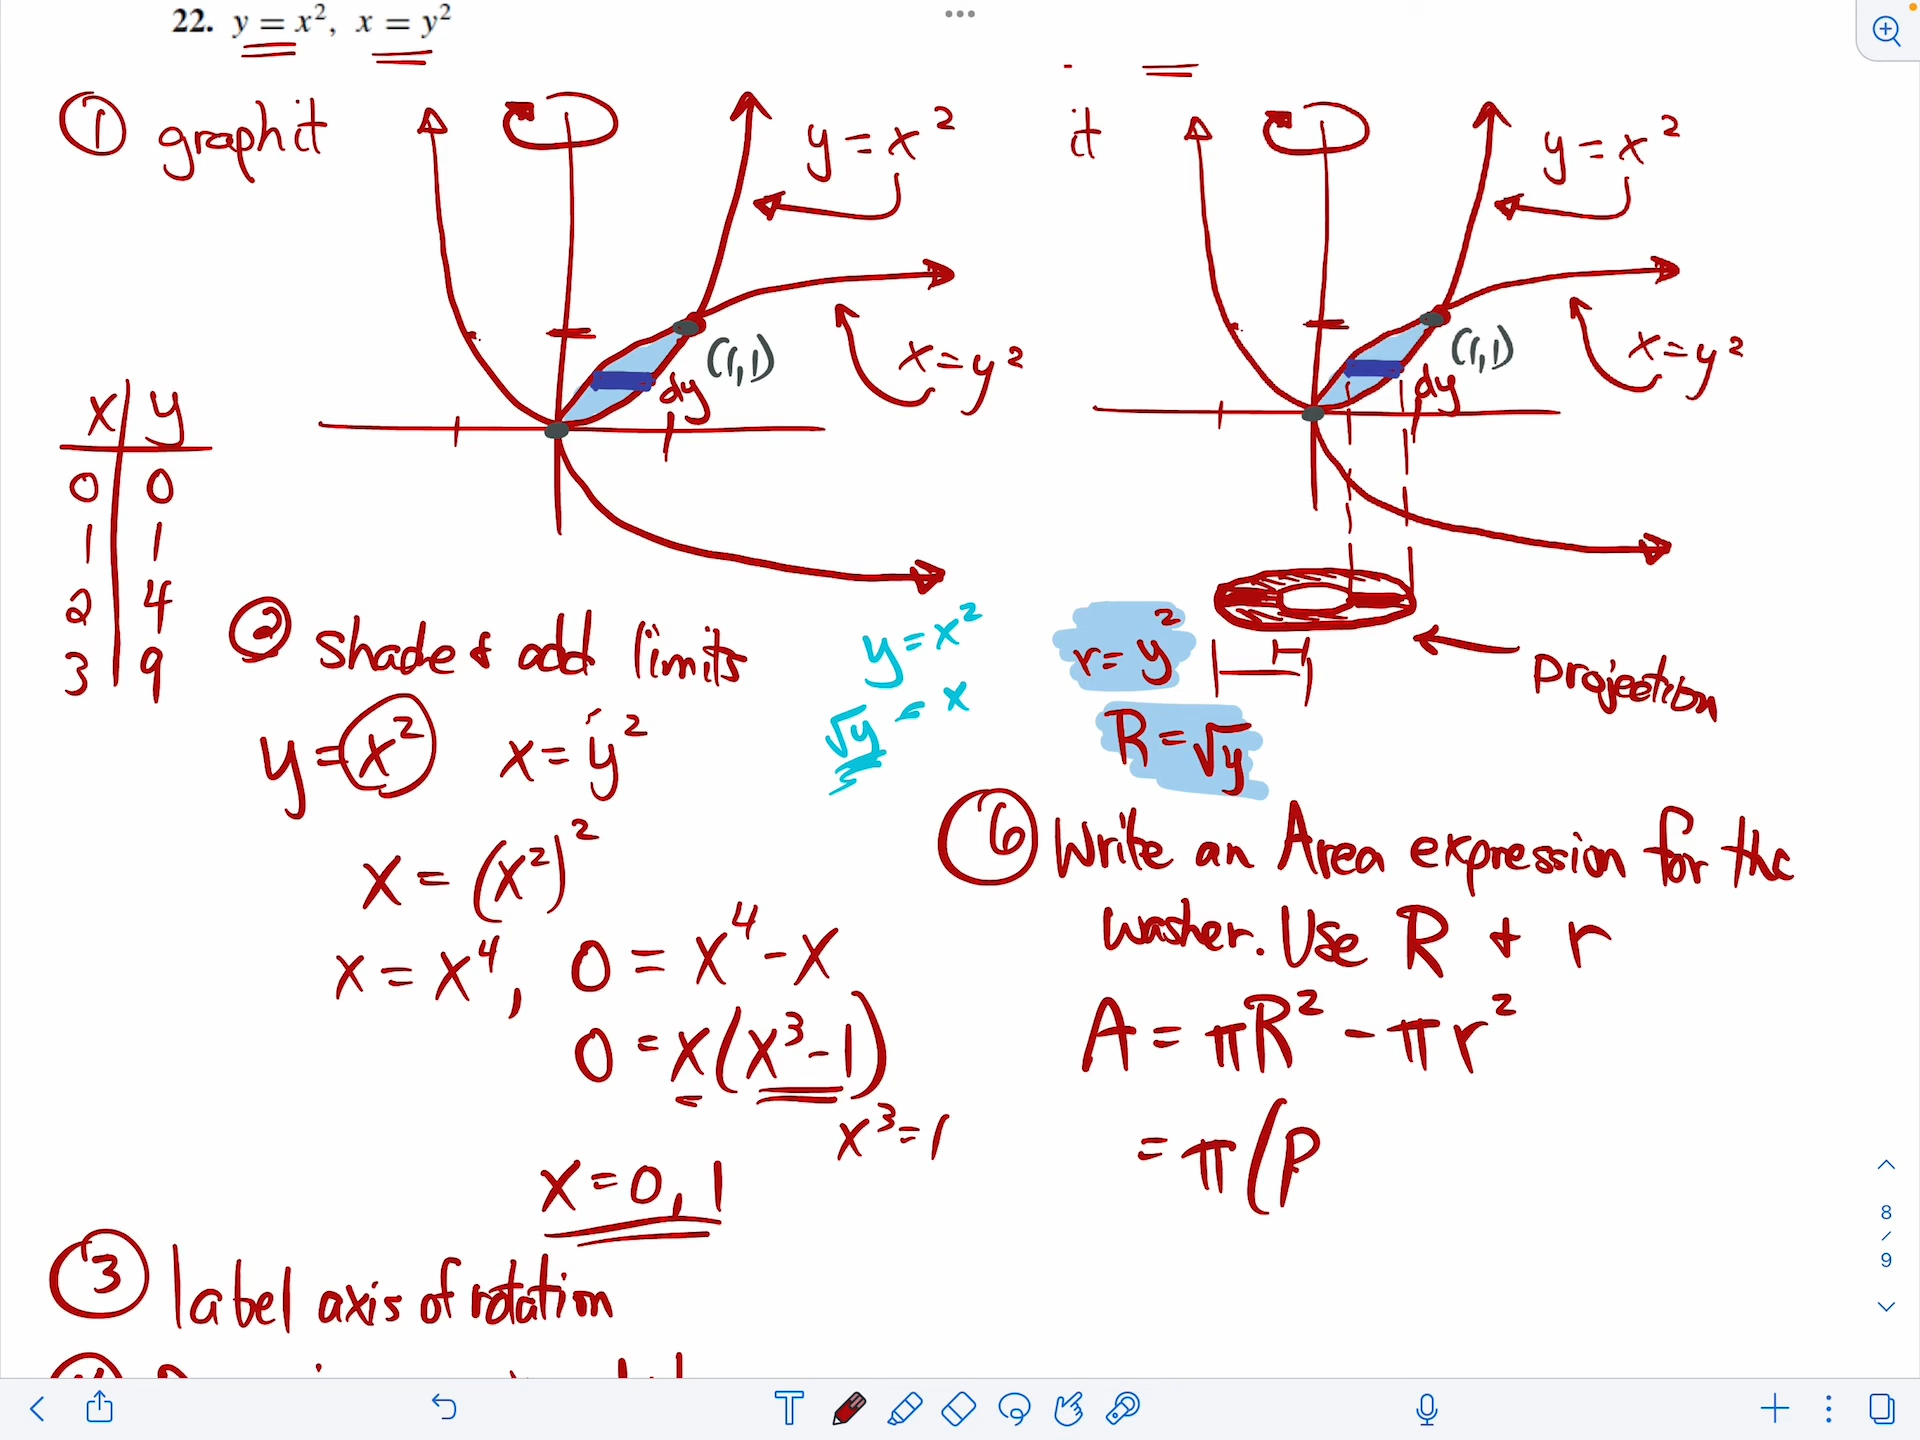 22. y = x², x = y²
① graph it
y = x²
x = y²
(1,1)
dy
x | y
0 | 0
1 | 1
2 | 4
3 | 9
② shade & add limits
y = x² x = y²
x = (x²)²
x = x⁴, 0 = x⁴ - x
0 = x(x³-1)
x³ = 1
x = 0, 1
③ label axis of rotation
y = x²
√y = x
it
y = x²
x = y²
(1,1)
dy
projection
r = y²
R = √y
⑥ Write an Area expression for the
washer. Use R + r
A = πR² - πr²
= π(
8
/
9